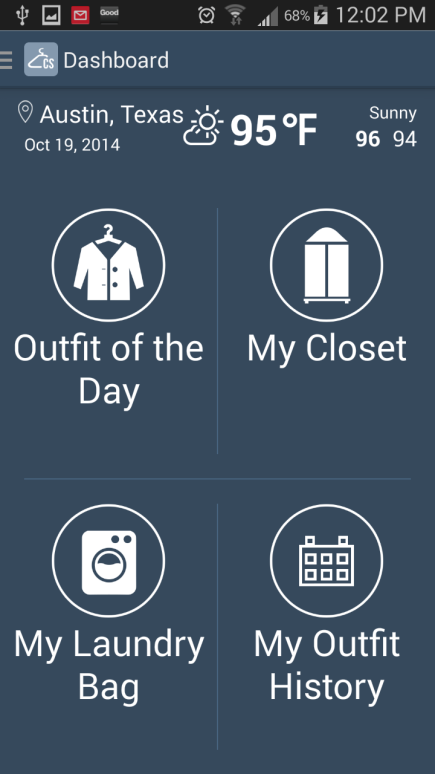 Good 68% 12:02 PM
CS Dashboard
Austin, Texas 95°F Sunny
Oct 19, 2014 96 94
Outfit of the
Day
My Closet
My Laundry
Bag
My Outfit
History